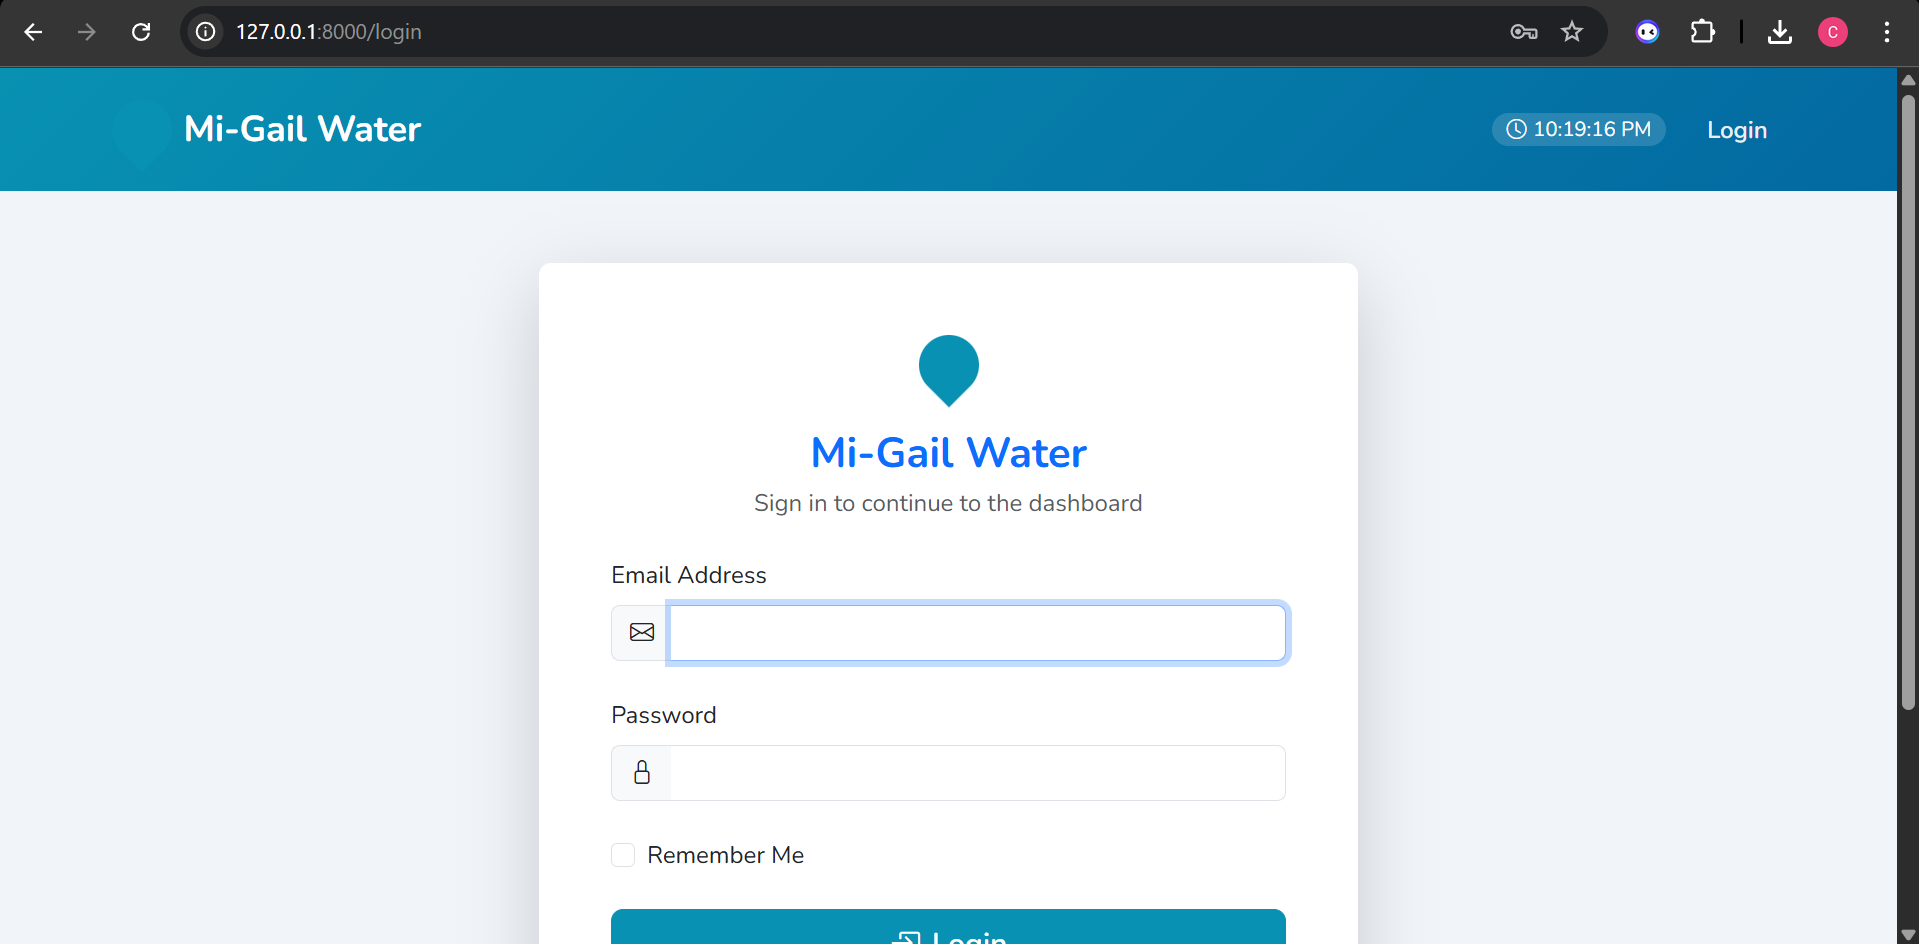 127.0.0.1:8000/login
C
Mi-Gail Water
10:19:16 PM
Login
Mi-Gail Water
Sign in to continue to the dashboard
Email Address
Password
Remember Me
Login